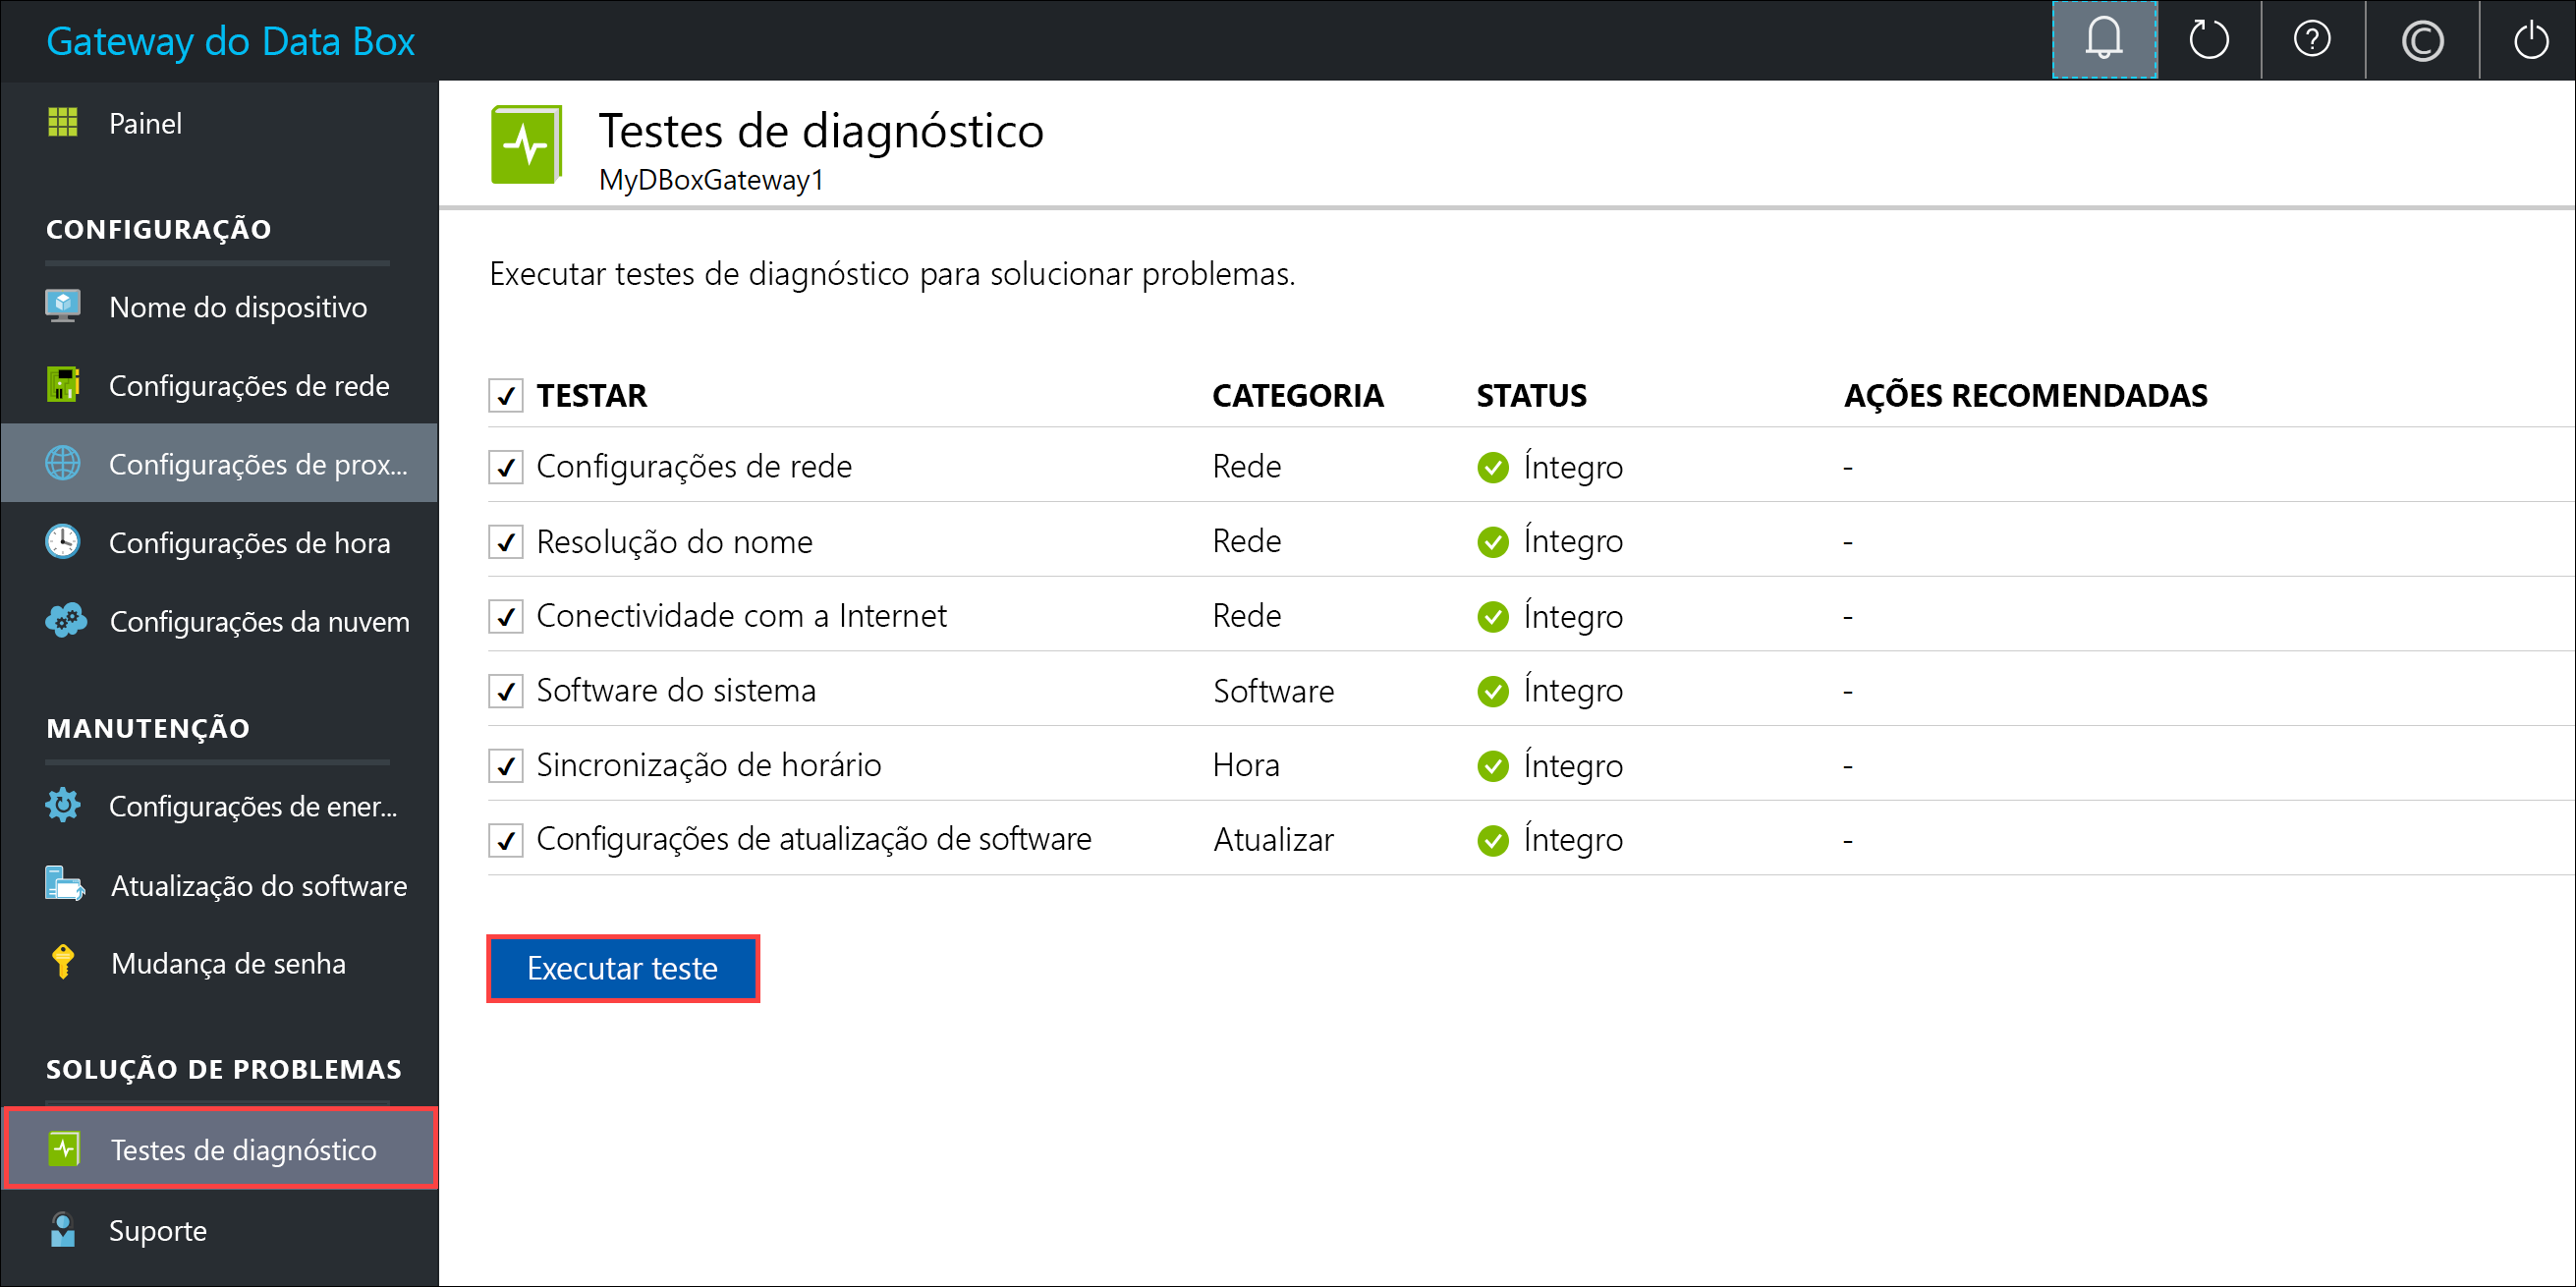 Gateway do Data Box
Painel
CONFIGURAÇÃO
Nome do dispositivo
Configurações de rede
Configurações de prox...
Configurações de hora
Configurações da nuvem
MANUTENÇÃO
Configurações de ener...
Atualização do software
Mudança de senha
SOLUÇÃO DE PROBLEMAS
Testes de diagnóstico
Suporte
Testes de diagnóstico
MyDBoxGateway1
Executar testes de diagnóstico para solucionar problemas.
TESTAR CATEGORIA STATUS AÇÕES RECOMENDADAS
Configurações de rede Rede Íntegro -
Resolução do nome Rede Íntegro -
Conectividade com a Internet Rede Íntegro -
Software do sistema Software Íntegro -
Sincronização de horário Hora Íntegro -
Configurações de atualização de software Atualizar Íntegro -
Executar teste